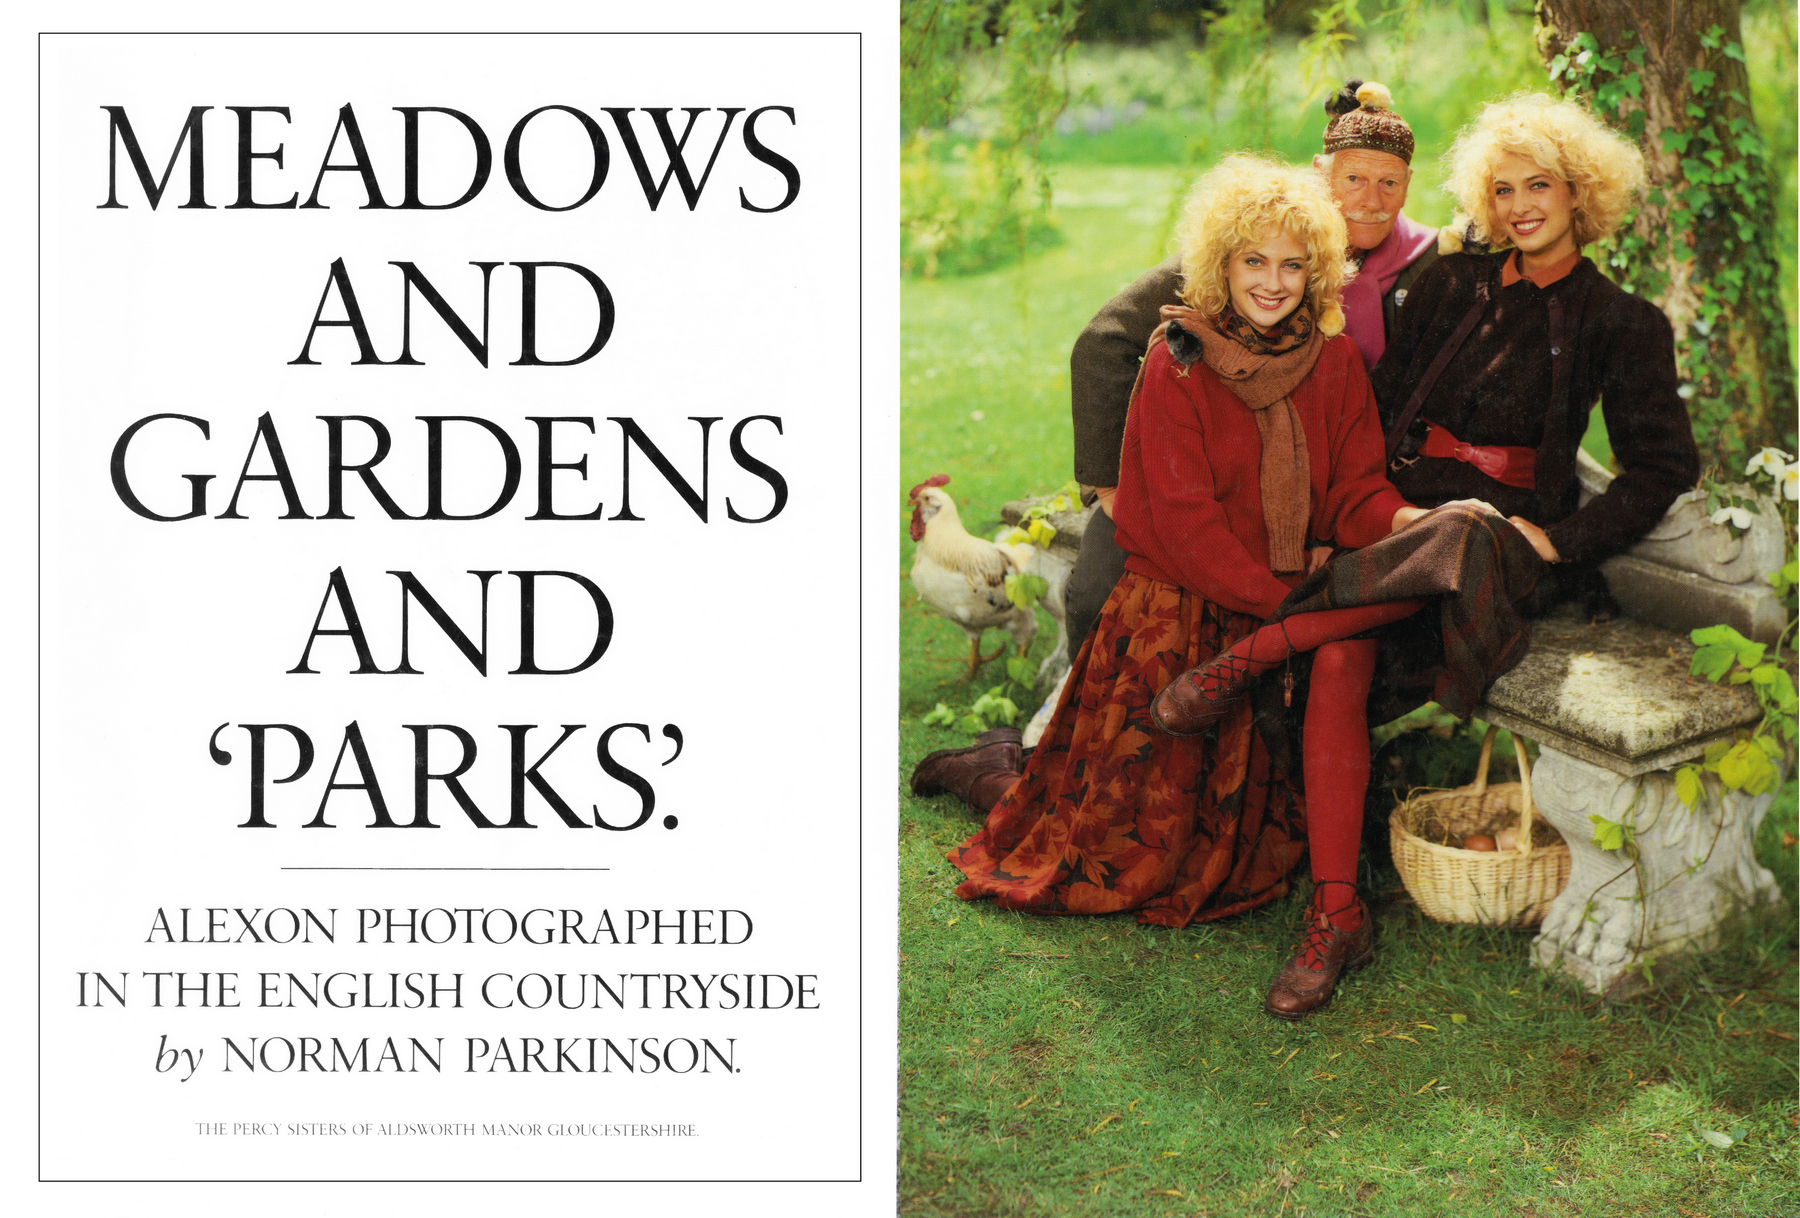 MEADOWS
AND
GARDENS
AND
‘PARKS’.
ALEXON PHOTOGRAPHED
IN THE ENGLISH COUNTRYSIDE
by NORMAN PARKINSON.
THE PERCY SISTERS OF ALDSWORTH MANOR GLOUCESTERSHIRE.